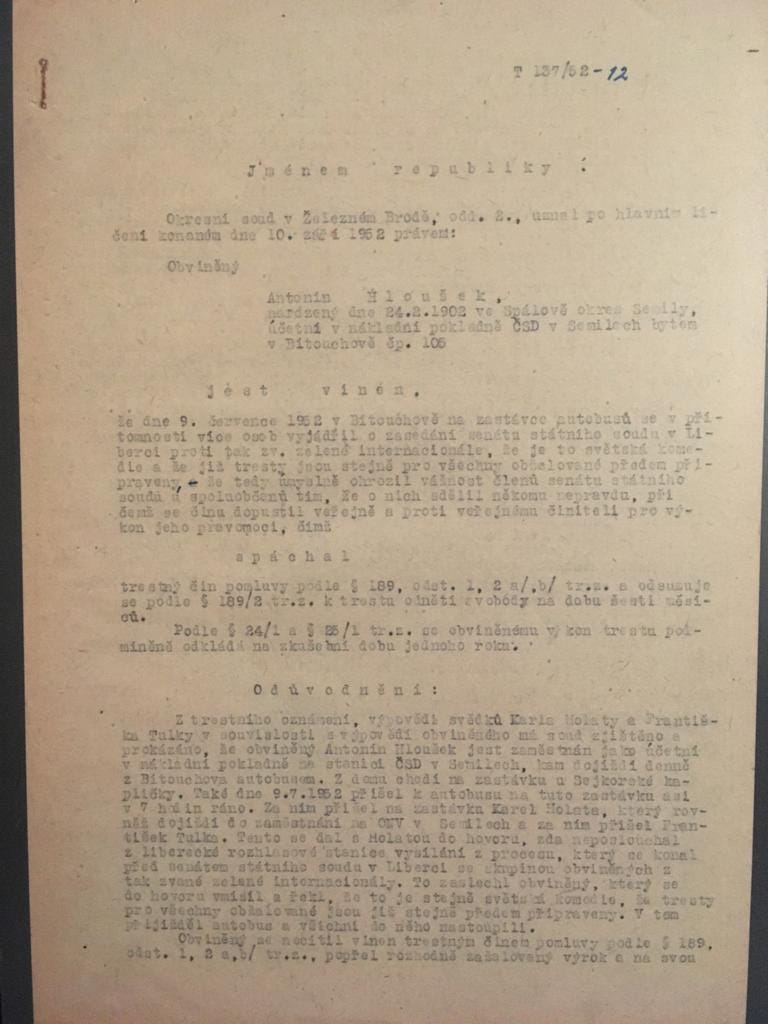 T 137/52-12
Jménem republiky !
Okresní soud v Železném Brodě, odd. 2., uznal po hlavním lí-
čení konaném dne 10. září 1952 právem:
Obviněný
Antonín Hloušek,
narozený dne 24.2.1902 ve Spálově okres Semily,
účetní v nákladní pokladně ČSD v Semilech bytem
v Bítouchově čp. 105
jest vinen,
že dne 9. července 1952 v Bítouchově na zastávce autobusů se v pří-
tomnosti více osob vyjádřil o zasedání senátu státního soudu v Li-
berci proti tak zv. zelené internacionále, že je to světská kome-
die a že již tresty jsou stejně pro všechny obžalované předem při-
praveny, - že tedy úmyslně ohrozil vážnost členů senátu státního
soudu u spoluobčanů tím, že o nich sdělil někomu nepravdu, při
čemž se činu dopustil veřejně a proti veřejnému činiteli pro vý-
kon jeho pravomoci, čímž
spáchal
trestný čin pomluvy podle § 189, odst. 1, 2 a/,b/ tr.z. a odsuzuje
se podle § 189/2 tr.z. k trestu odnětí svobody na dobu šesti měsí-
ců.
Podle § 24/1 a § 25/1 tr.z. se obviněnému výkon trestu pod-
míněně odkládá na zkušební dobu jednoho roku.
Odůvodnění:
Z trestního oznámení, výpovědi svědků Karla Holaty a Františ-
ka Tulky v souvislosti s výpovědí obviněného má soud zjištěno a
prokázáno, že obviněný Antonín Hloušek jest zaměstnán jako účetní
v nákladní pokladně na stanici ČSD v Semilech, kam dojíždí denně
z Bítouchova autobusem. Z domu chodí na zastávku u Sejkorské ka-
pličky. Také dne 9.7.1952 přišel k autobusu na tuto zastávku asi
v 7 hodin ráno. Za ním přišel na zastávku Karel Holata, který rov-
něž dojíždí do zaměstnání na ONV v Semilech a za ním přišel Fran-
tišek Tulka. Tento se dal s Holatou do hovoru, zda neposlouchal
z liberecké rozhlasové stanice vysílání z procesu, který se konal
před senátem státního soudu v Liberci se skupinou obviněných z
tak zvané zelené internacionály. To zaslechl obviněný, který se
do hovoru vmísil a řekl, že to je stejně světská komedie, že tresty
pro všechny obžalované jsou již stejně předem připraveny. V tom
přijížděl autobus a všichni do něho nastoupili.
Obviněný se necítil vinen trestným činem pomluvy podle § 189,
odst. 1, 2 a,b/ tr.z., popřel rozhodně zažalovaný výrok a na svou